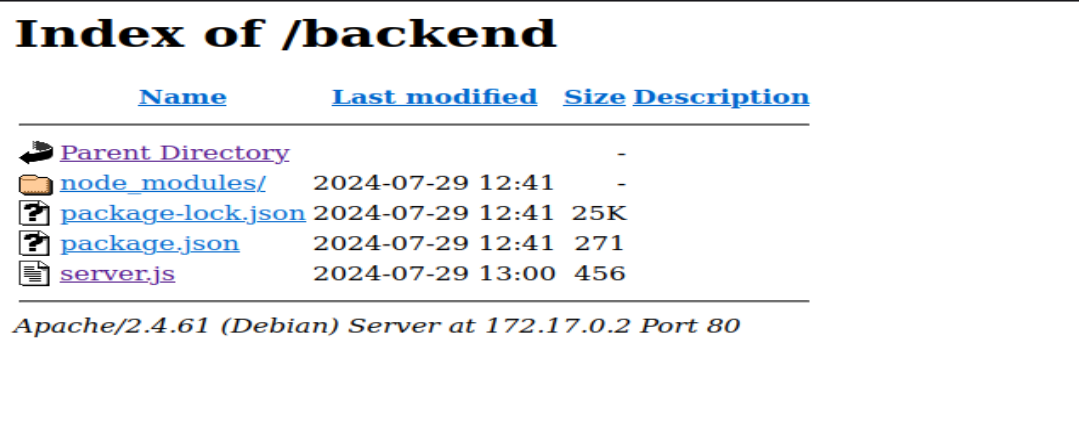 Index of /backend
Name Last modified Size Description
Parent Directory -
node_modules/ 2024-07-29 12:41 -
package-lock.json 2024-07-29 12:41 25K
package.json 2024-07-29 12:41 271
server.js 2024-07-29 13:00 456
Apache/2.4.61 (Debian) Server at 172.17.0.2 Port 80